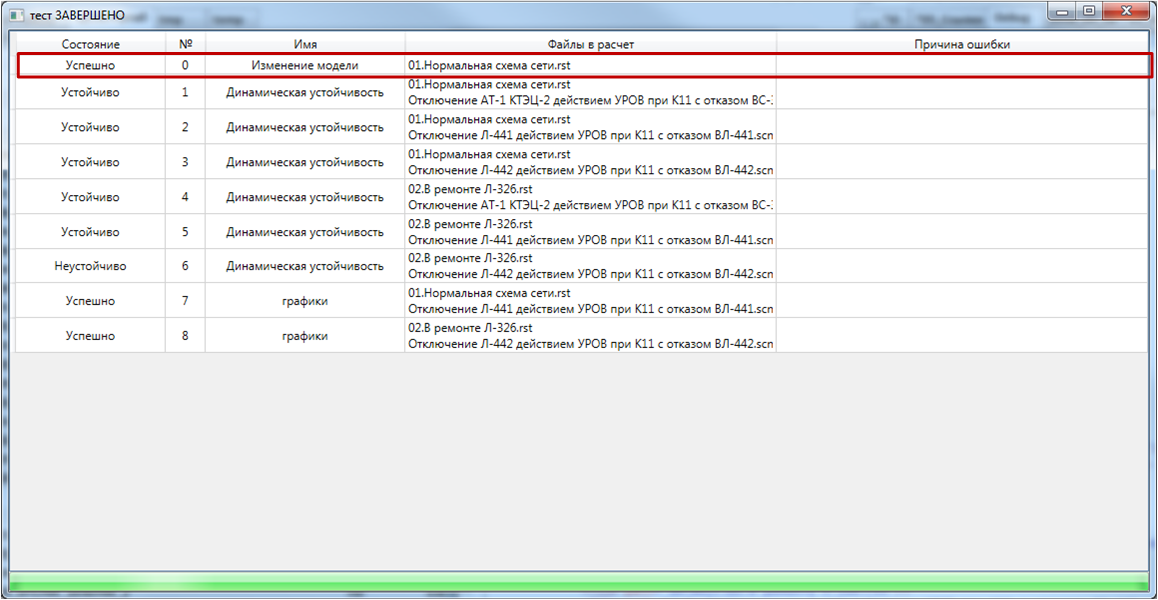 тест ЗАВЕРШЕНО
Состояние № Имя Файлы в расчет Причина ошибки
Успешно 0 Изменение модели 01.Нормальная схема сети.rst
Устойчиво 1 Динамическая устойчивость 01.Нормальная схема сети.rst
Отключение АТ-1 КТЭЦ-2 действием УРОВ при К11 с отказом ВС-
Устойчиво 2 Динамическая устойчивость 01.Нормальная схема сети.rst
Отключение Л-441 действием УРОВ при К11 с отказом ВЛ-441.scn
Устойчиво 3 Динамическая устойчивость 01.Нормальная схема сети.rst
Отключение Л-442 действием УРОВ при К11 с отказом ВЛ-442.scn
Устойчиво 4 Динамическая устойчивость 02.В ремонте Л-326.rst
Отключение АТ-1 КТЭЦ-2 действием УРОВ при К11 с отказом ВС-
Устойчиво 5 Динамическая устойчивость 02.В ремонте Л-326.rst
Отключение Л-441 действием УРОВ при К11 с отказом ВЛ-441.scn
Неустойчиво 6 Динамическая устойчивость 02.В ремонте Л-326.rst
Отключение Л-442 действием УРОВ при К11 с отказом ВЛ-442.scn
Успешно 7 графики 01.Нормальная схема сети.rst
Отключение Л-441 действием УРОВ при К11 с отказом ВЛ-441.scn
Успешно 8 графики 02.В ремонте Л-326.rst
Отключение Л-442 действием УРОВ при К11 с отказом ВЛ-442.scn